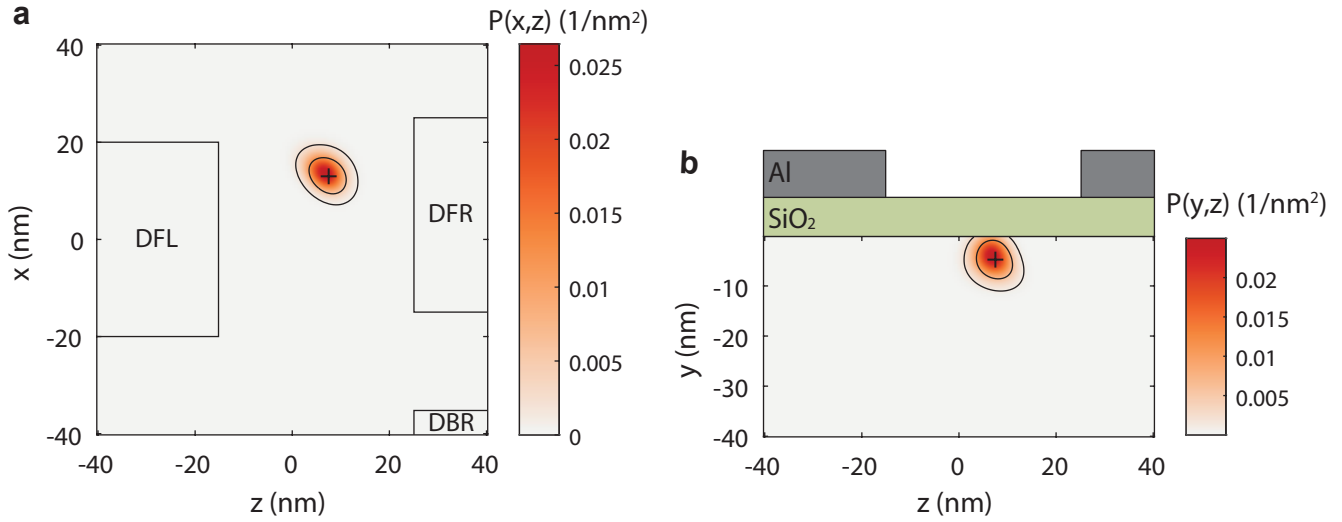 a
P(x,z) (1/nm²)
40
20
0
-20
-40
x (nm)
-40
-20
0
20
40
z (nm)
DFL
DFR
DBR
0.025
0.02
0.015
0.01
0.005
0
b
Al
SiO₂
P(y,z) (1/nm²)
-10
-20
-30
-40
y (nm)
-40
-20
0
20
40
z (nm)
0.02
0.015
0.01
0.005